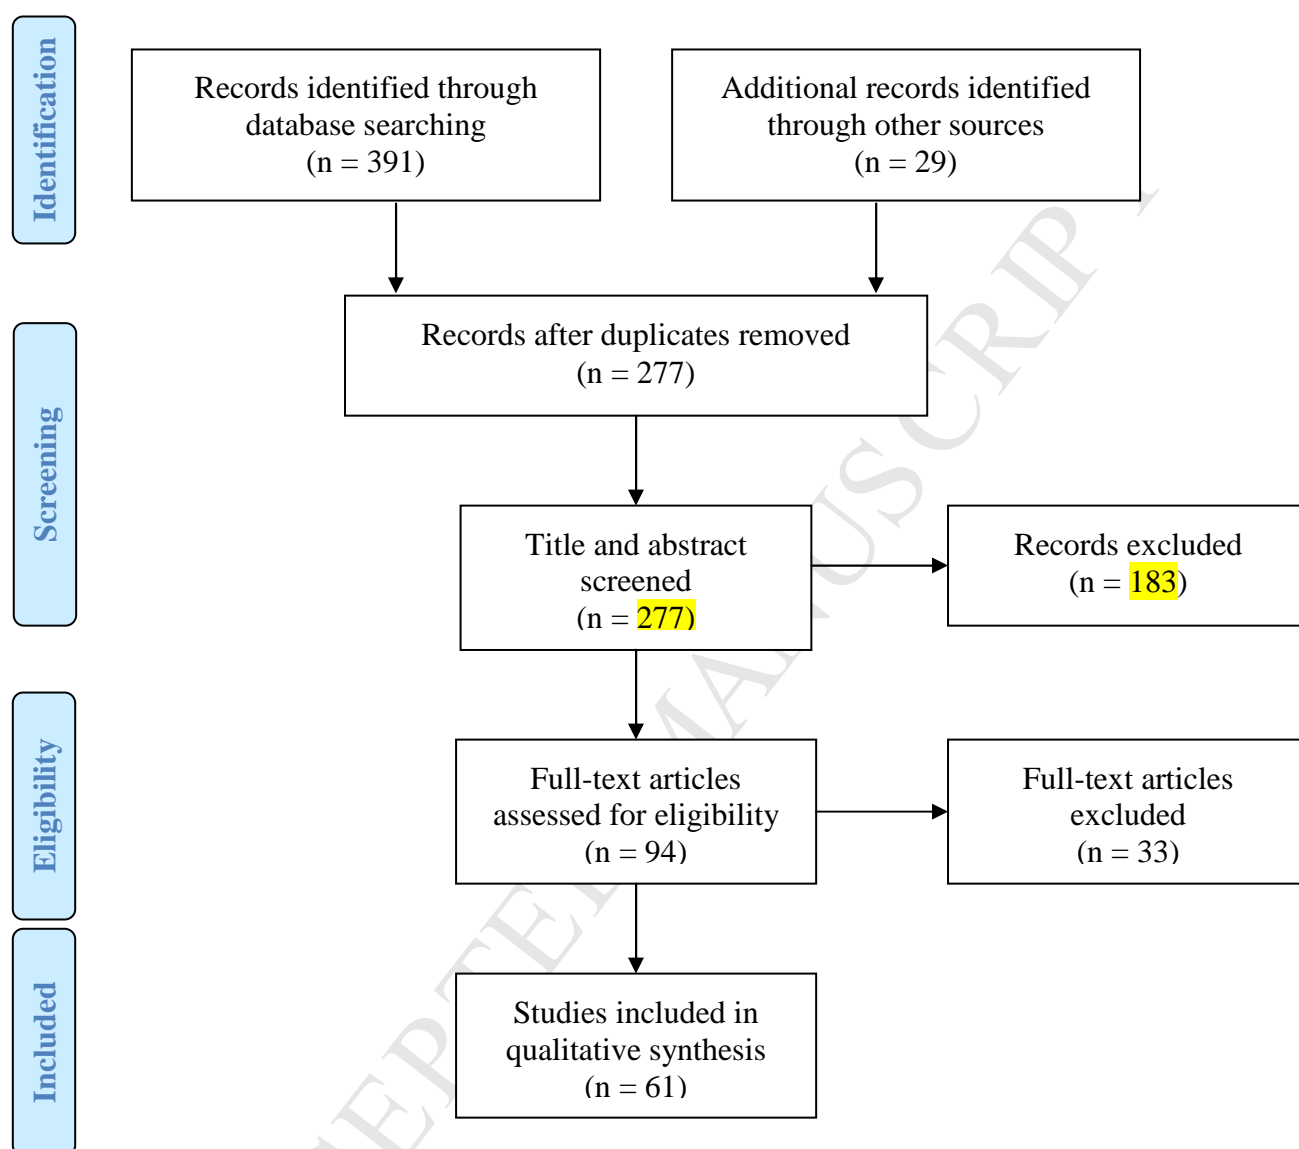 Identification
Records identified through
database searching
(n = 391)
Additional records identified
through other sources
(n = 29)
Screening
Records after duplicates removed
(n = 277)
Title and abstract
screened
(n = 277)
Records excluded
(n = 183)
Eligibility
Full-text articles
assessed for eligibility
(n = 94)
Full-text articles
excluded
(n = 33)
Included
Studies included in
qualitative synthesis
(n = 61)